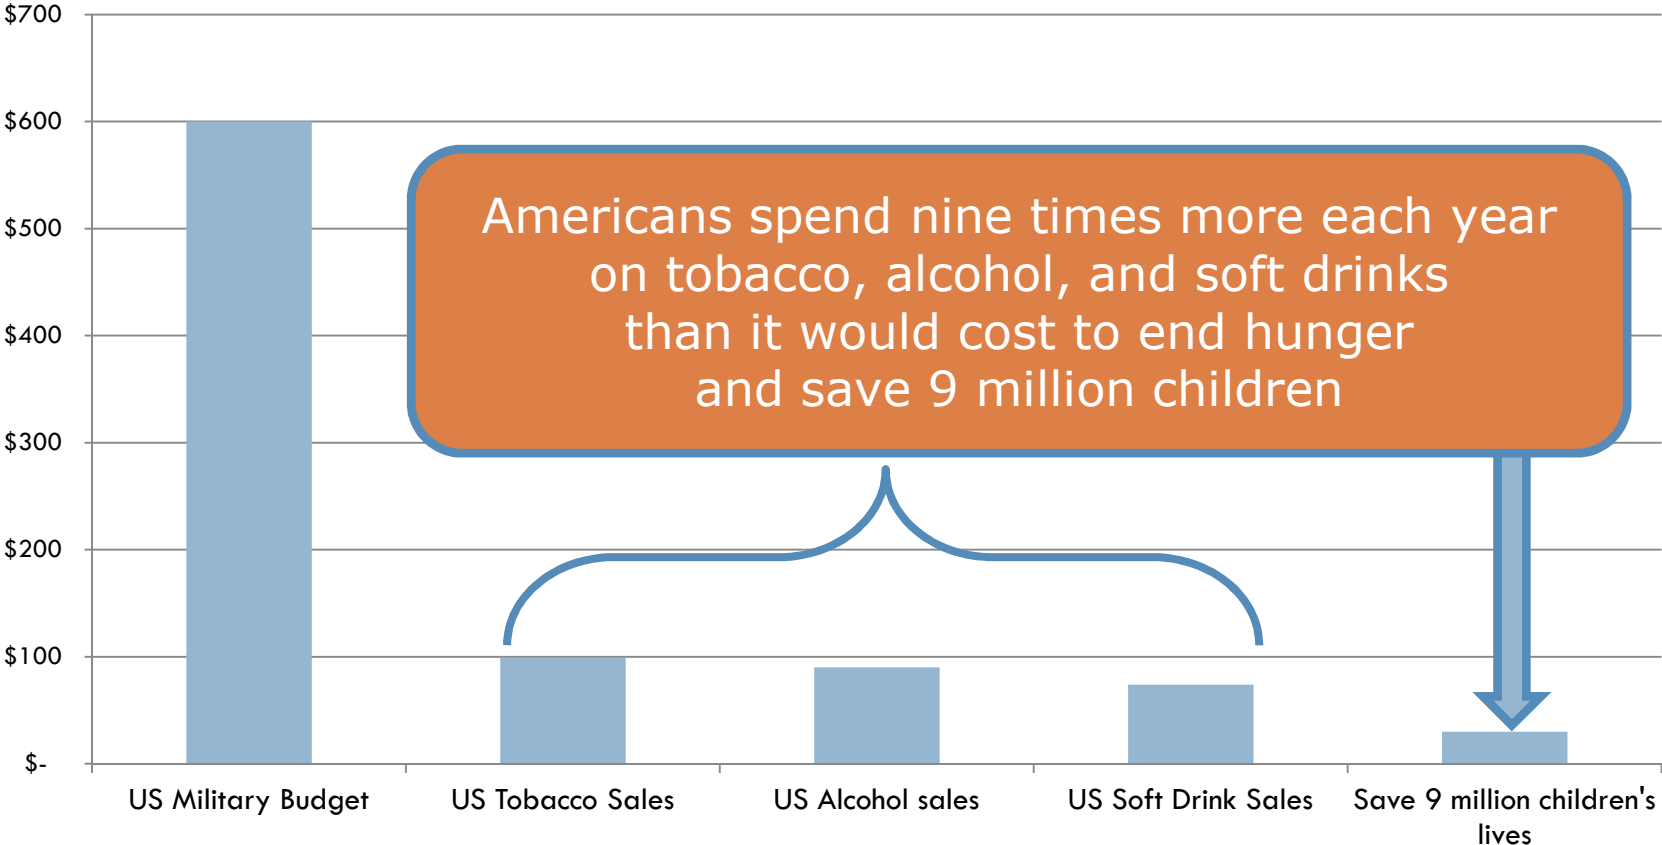 $700
$600
$500
$400
$300
$200
$100
$-
Americans spend nine times more each year
on tobacco, alcohol, and soft drinks
than it would cost to end hunger
and save 9 million children
US Military Budget
US Tobacco Sales
US Alcohol sales
US Soft Drink Sales
Save 9 million children's
lives